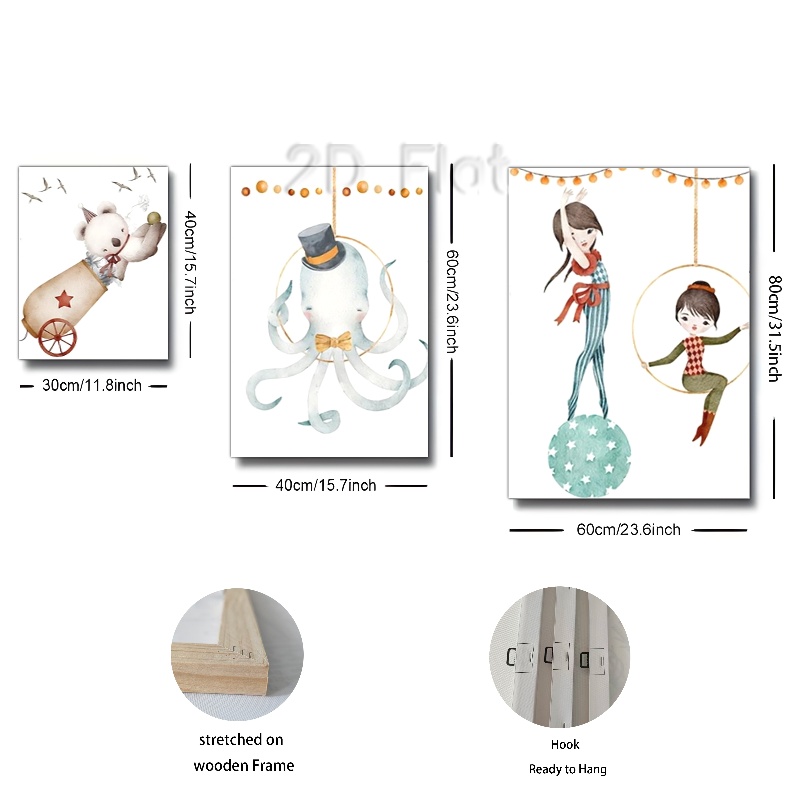 2D Flat
40cm/15.7inch
30cm/11.8inch
60cm/23.6inch
40cm/15.7inch
80cm/31.5inch
60cm/23.6inch
stretched on
wooden Frame
Hook
Ready to Hang